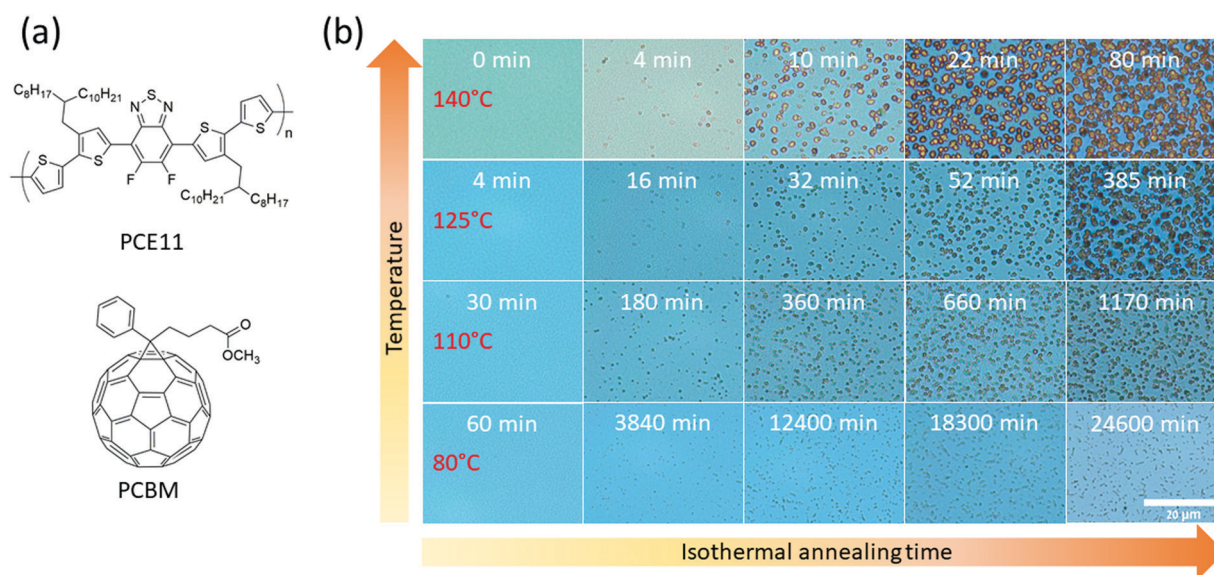 (a)
C8H17
C10H21
N
S
N
S
S
n
S
S
F
F
C10H21
C8H17
PCE11
O
OCH3
PCBM
(b)
Temperature
0 min
4 min
10 min
22 min
80 min
140°C
4 min
16 min
32 min
52 min
385 min
125°C
30 min
180 min
360 min
660 min
1170 min
110°C
60 min
3840 min
12400 min
18300 min
24600 min
80°C
20 µm
Isothermal annealing time